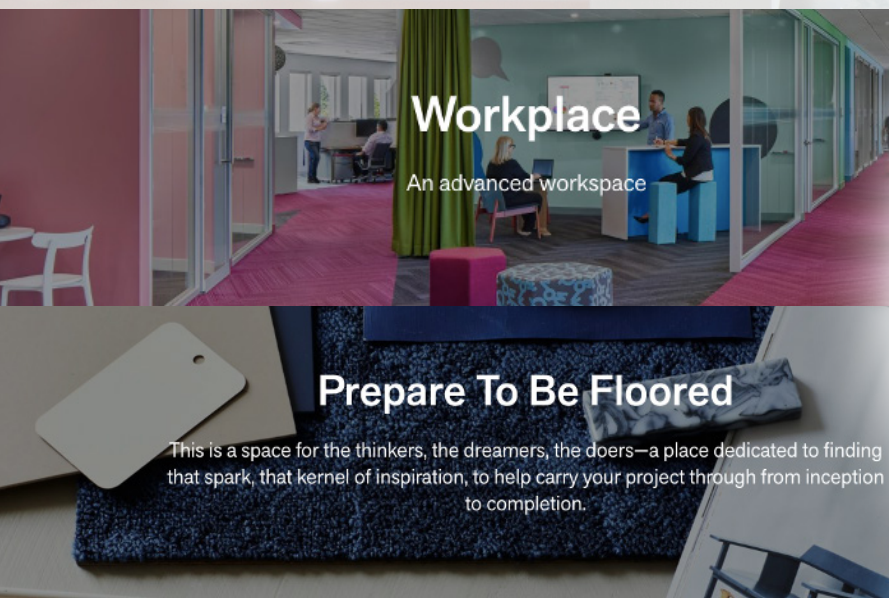 Workplace
An advanced workspace
Prepare To Be Floored
This is a space for the thinkers, the dreamers, the doers—a place dedicated to finding
that spark, that kernel of inspiration, to help carry your project through from inception
to completion.